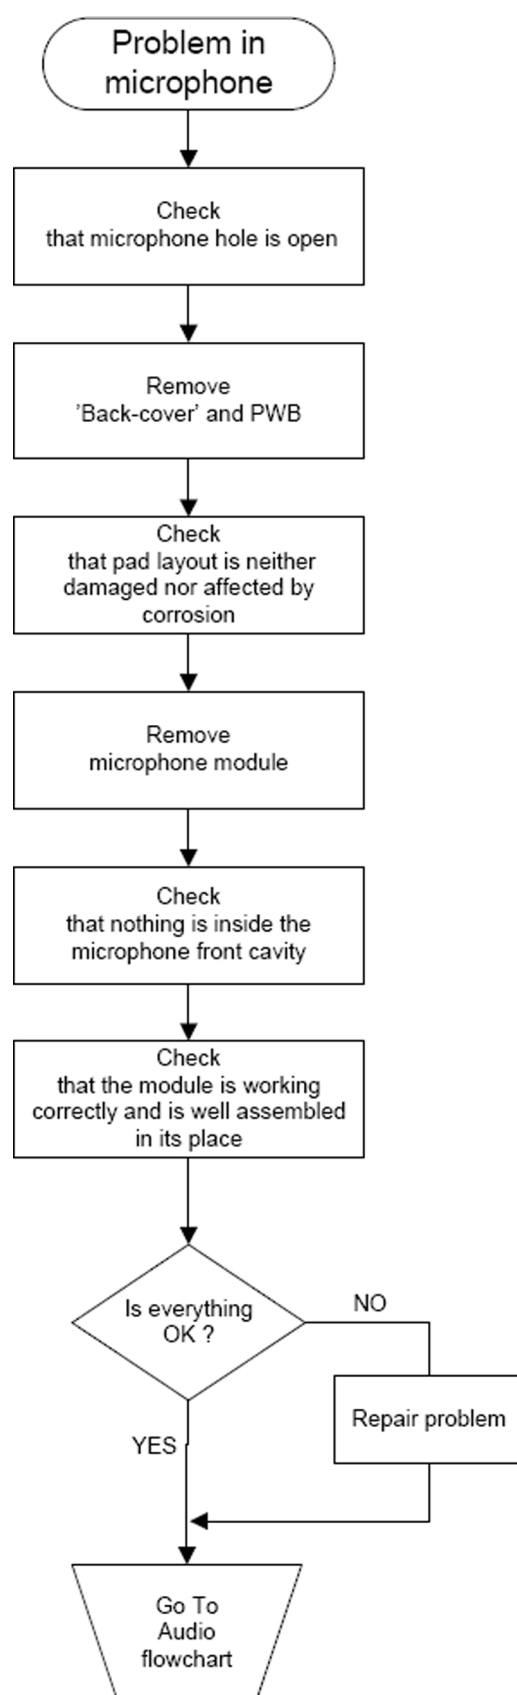 Problem in
microphone
Check
that microphone hole is open
Remove
’Back-cover’ and PWB
Check
that pad layout is neither
damaged nor affected by
corrosion
Remove
microphone module
Check
that nothing is inside the
microphone front cavity
Check
that the module is working
correctly and is well assembled
in its place
Is everything
OK ?
NO
Repair problem
YES
Go To
Audio
flowchart